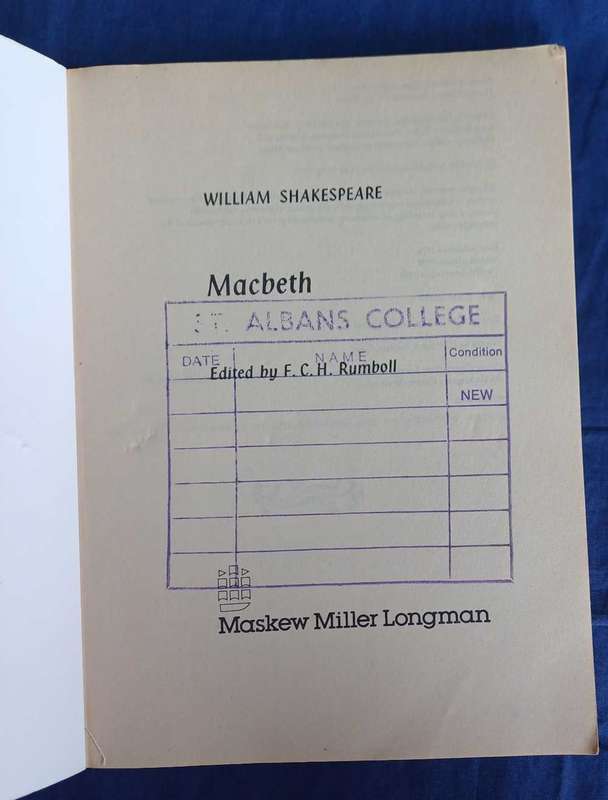 WILLIAM SHAKESPEARE
Macbeth
ST. ALBANS COLLEGE
DATE NAME Condition
Edited by F. C. H. Rumboll
NEW
Maskew Miller Longman